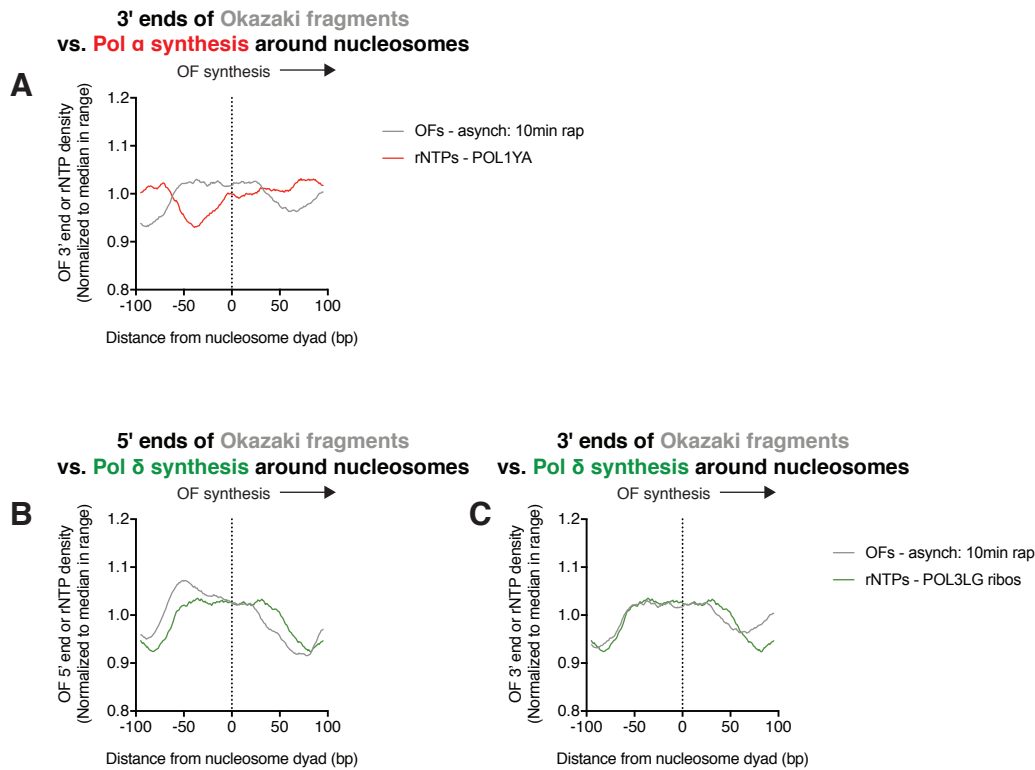 3' ends of Okazaki fragments
vs. Pol α synthesis around nucleosomes
OF synthesis
A
OF 3' end or rNTP density
(Normalized to median in range)
1.2
1.1
1.0
0.9
0.8
-100
-50
0
50
100
Distance from nucleosome dyad (bp)
OFs - asynch: 10min rap
rNTPs - POL1YA
5' ends of Okazaki fragments
vs. Pol δ synthesis around nucleosomes
OF synthesis
B
OF 5' end or rNTP density
(Normalized to median in range)
1.2
1.1
1.0
0.9
0.8
-100
-50
0
50
100
Distance from nucleosome dyad (bp)
3' ends of Okazaki fragments
vs. Pol δ synthesis around nucleosomes
OF synthesis
C
OF 3' end or rNTP density
(Normalized to median in range)
1.2
1.1
1.0
0.9
0.8
-100
-50
0
50
100
Distance from nucleosome dyad (bp)
OFs - asynch: 10min rap
rNTPs - POL3LG ribos